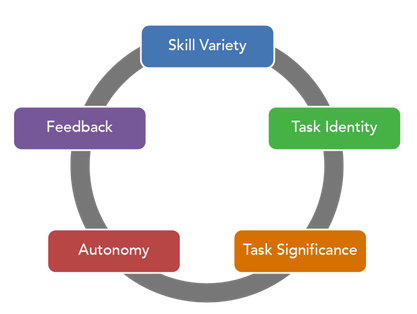 Skill Variety
Task Identity
Task Significance
Autonomy
Feedback